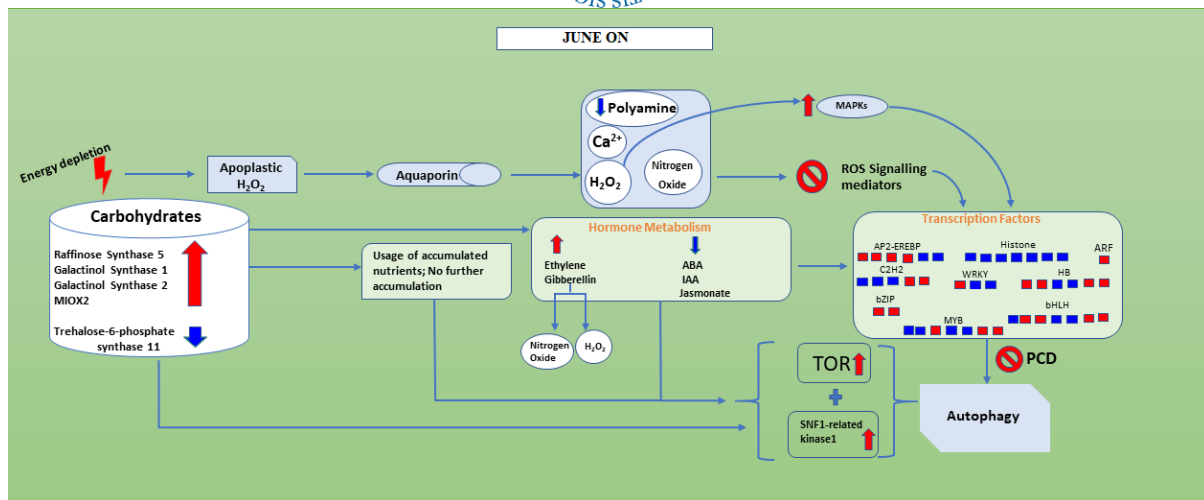 JUNE ON
Energy depletion
Apoplastic
H₂O₂
Aquaporin
Polyamine
Ca²⁺
H₂O₂
Nitrogen
Oxide
MAPKs
ROS Signalling
mediators
Carbohydrates
Raffinose Synthase 5
Galactinol Synthase 1
Galactinol Synthase 2
MIOX2
Trehalose-6-phosphate
synthase 11
Usage of accumulated
nutrients; No further
accumulation
Hormone Metabolism
Ethylene
Gibberellin
ABA
IAA
Jasmonate
Nitrogen
Oxide
H₂O₂
Transcription Factors
AP2-EREBP
Histone
ARF
C2H2
WRKY
HB
bZIP
MYB
bHLH
PCD
TOR
SNF1-related
kinase1
Autophagy